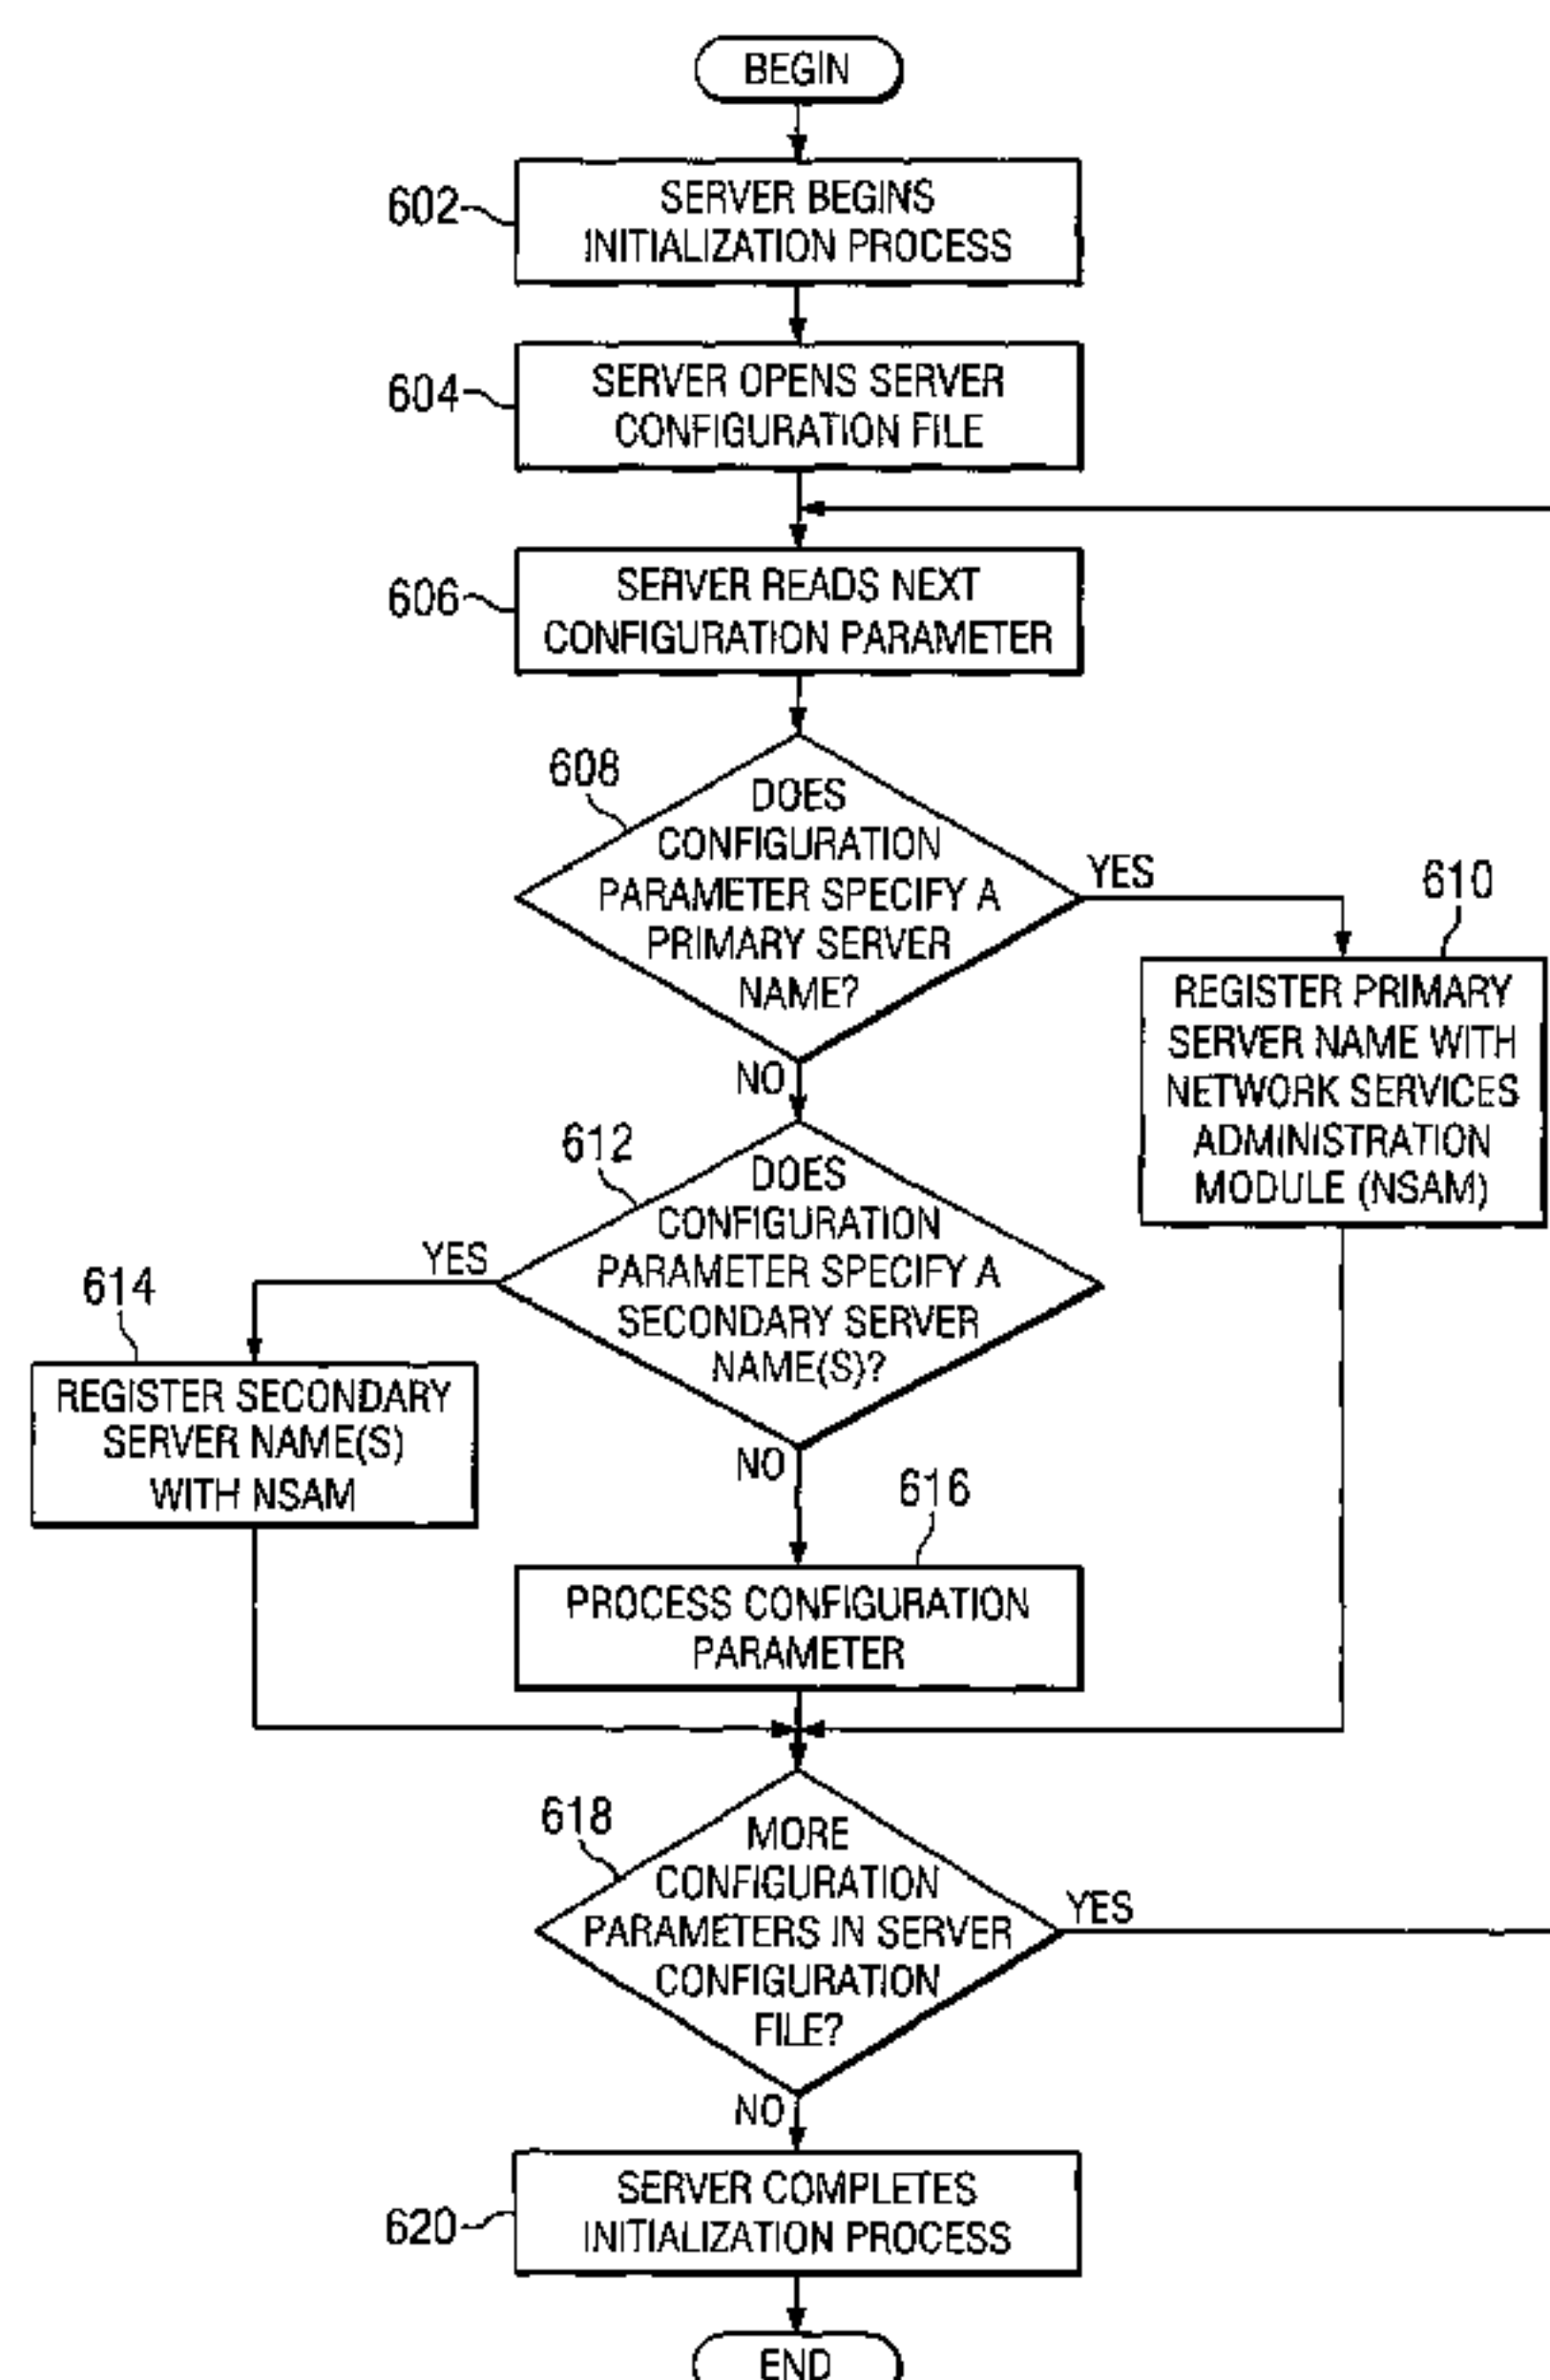 BEGIN
602
SERVER BEGINS
INITIALIZATION PROCESS
604
SERVER OPENS SERVER
CONFIGURATION FILE
606
SERVER READS NEXT
CONFIGURATION PARAMETER
608
DOES
CONFIGURATION
PARAMETER SPECIFY A
PRIMARY SERVER
NAME?
YES
NO
610
REGISTER PRIMARY
SERVER NAME WITH
NETWORK SERVICES
ADMINISTRATION
MODULE (NSAM)
612
DOES
CONFIGURATION
PARAMETER SPECIFY A
SECONDARY SERVER
NAME(S)?
YES
NO
614
REGISTER SECONDARY
SERVER NAME(S)
WITH NSAM
616
PROCESS CONFIGURATION
PARAMETER
618
MORE
CONFIGURATION
PARAMETERS IN SERVER
CONFIGURATION
FILE?
YES
NO
620
SERVER COMPLETES
INITIALIZATION PROCESS
END